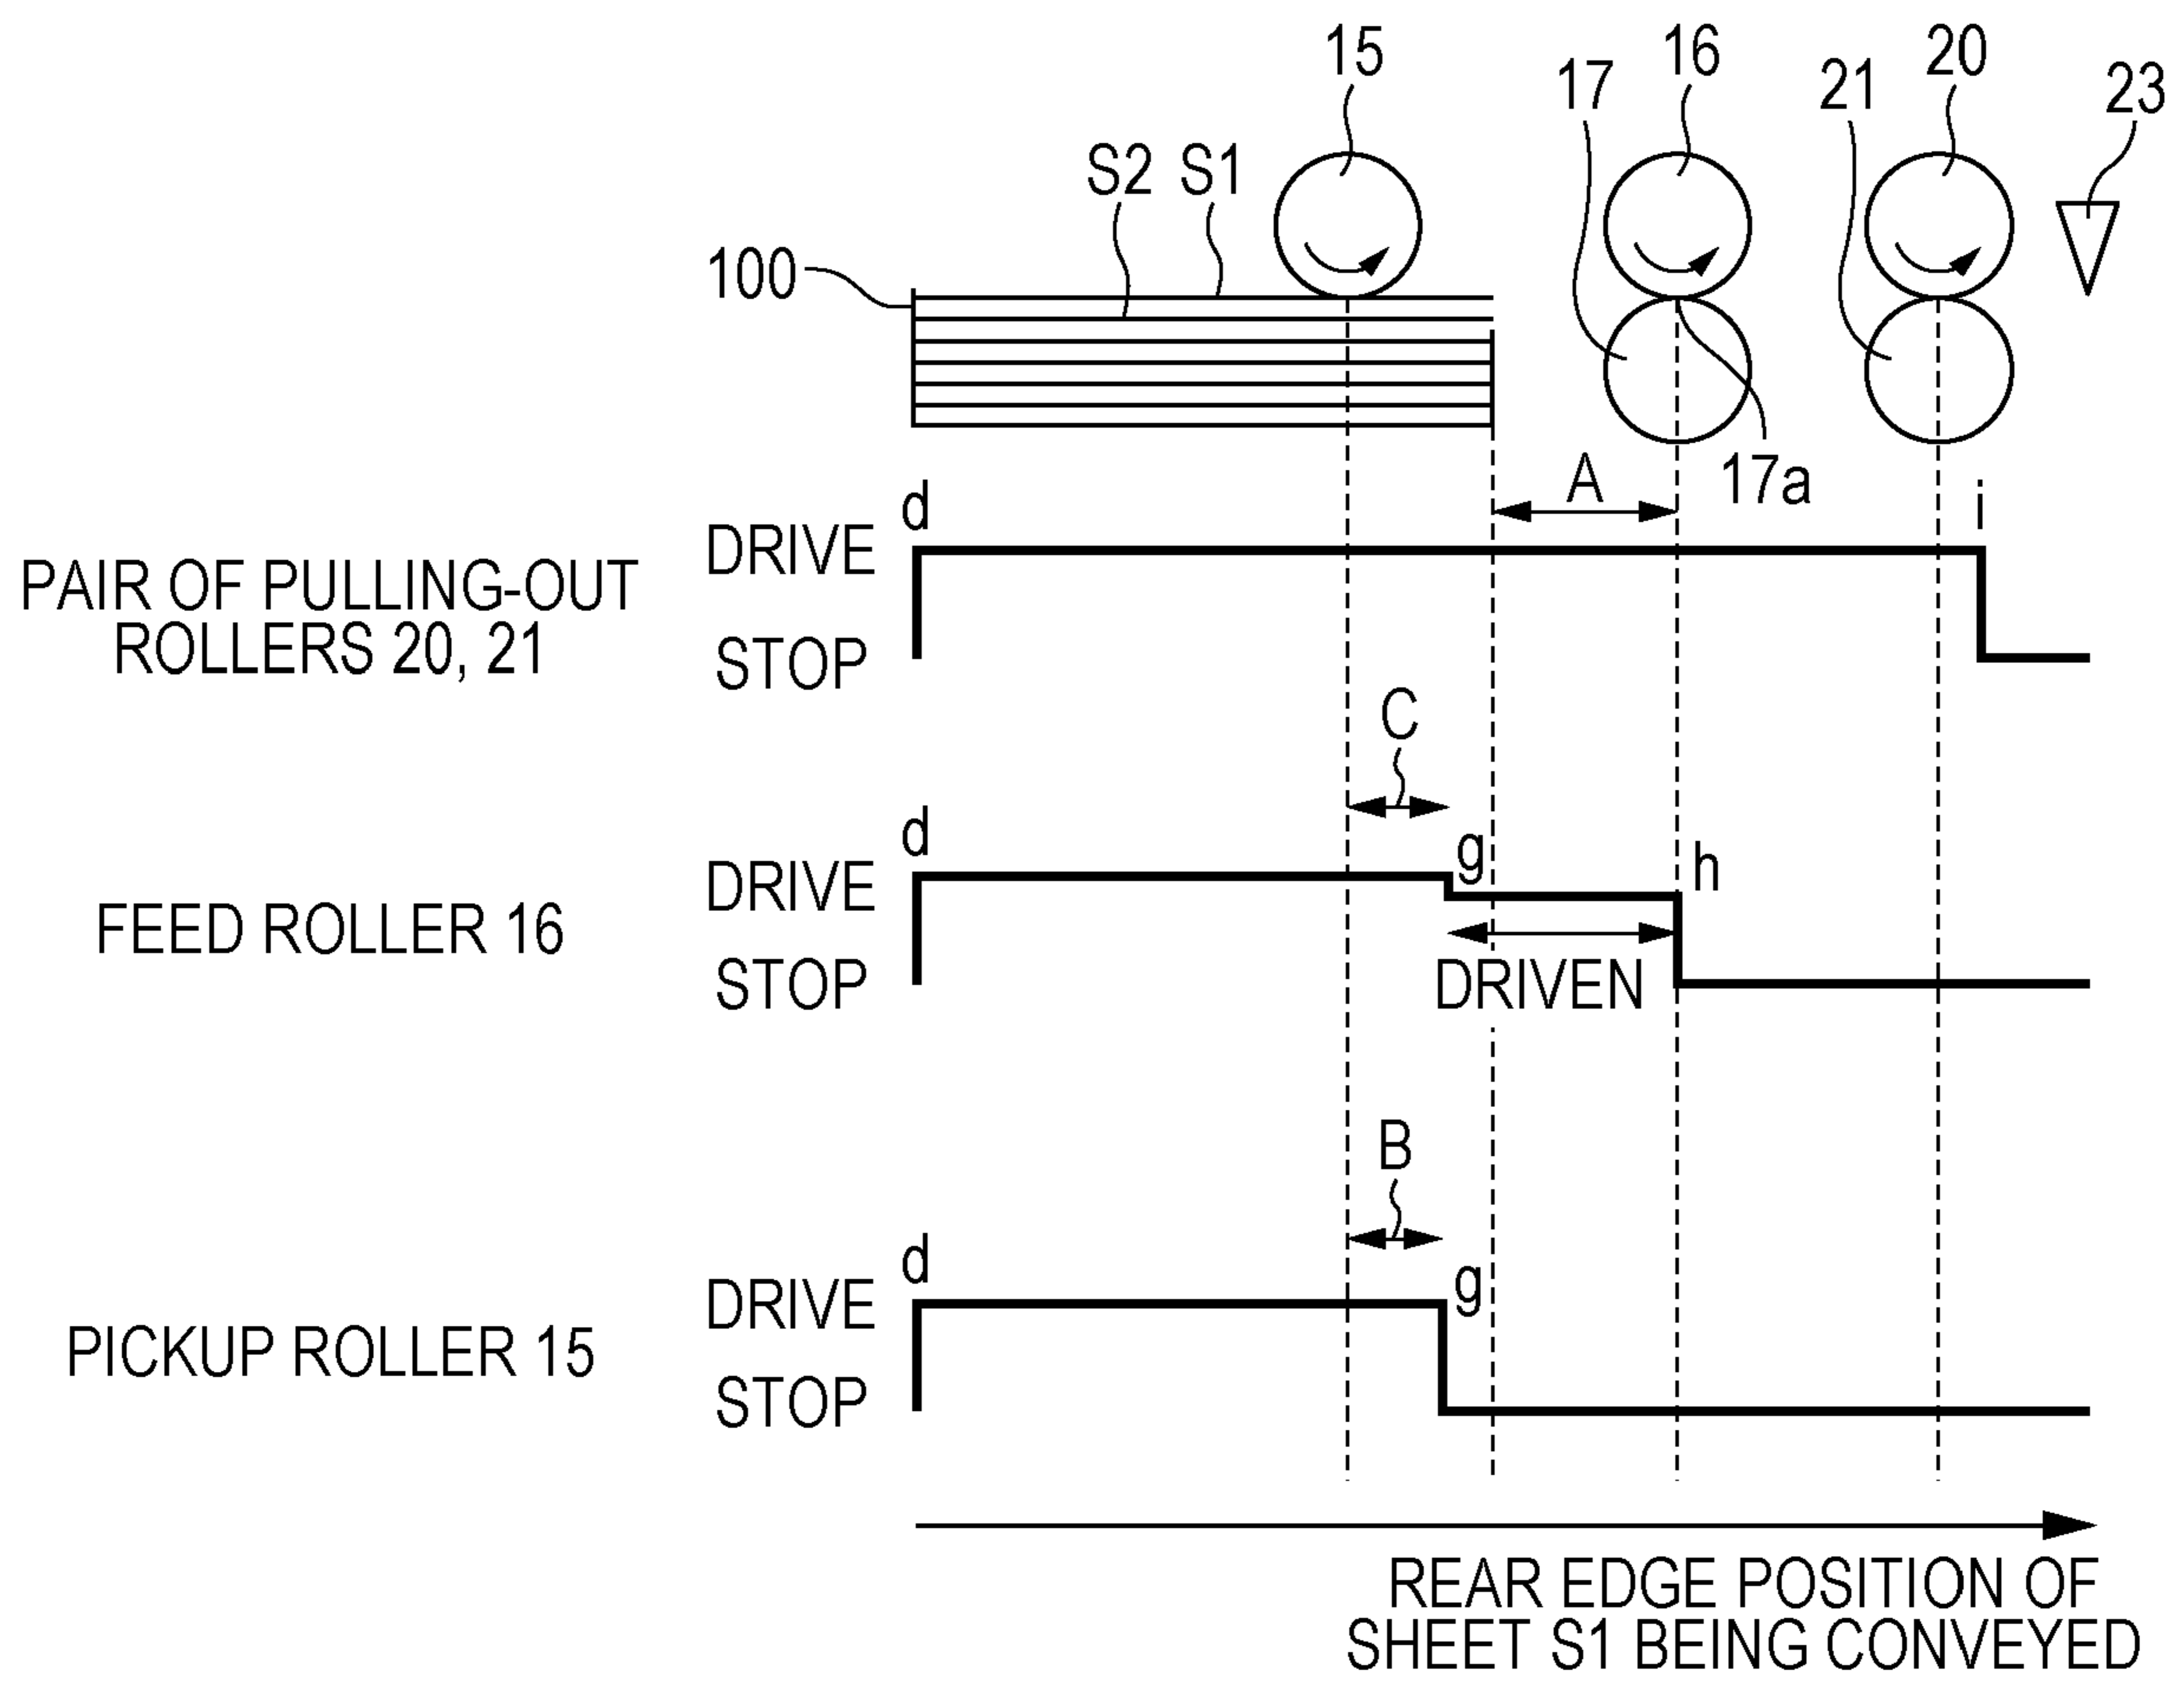 15
16
20
17
21
23
S2 S1
100
17a
A
d
i
DRIVE
PAIR OF PULLING-OUT
ROLLERS 20, 21
STOP
C
d
g
h
DRIVE
FEED ROLLER 16
STOP
DRIVEN
B
d
g
DRIVE
PICKUP ROLLER 15
STOP
REAR EDGE POSITION OF
SHEET S1 BEING CONVEYED